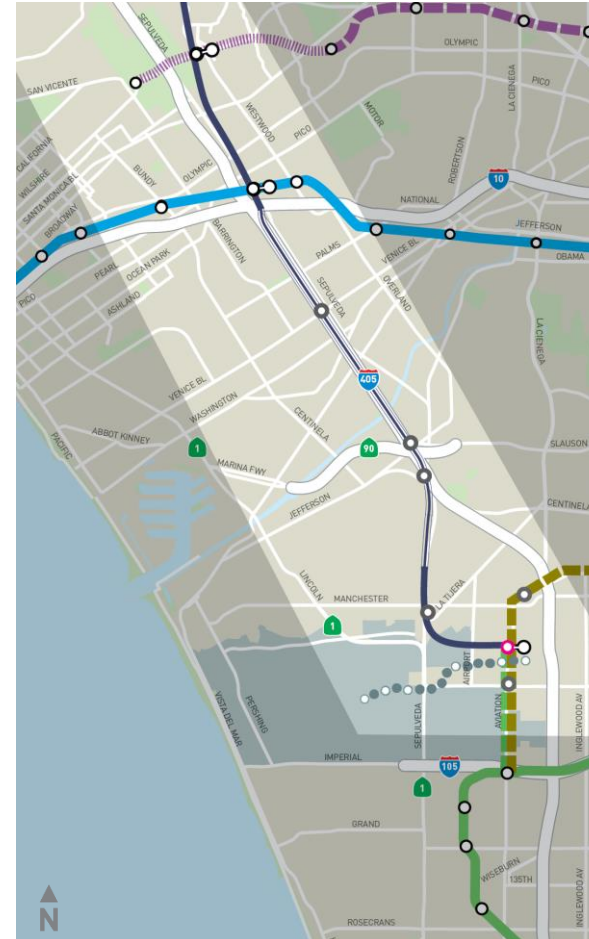 SEPULVEDA
OLYMPIC
SAN VICENTE
PICO
LA CIENEGA
WESTWOOD
MOTOR
PICO
CALIFORNIA
WILSHIRE
SANTA MONICA BL
BROADWAY
BUNDY
OLYMPIC
ROBERTSON
10
NATIONAL
JEFFERSON
OBAMA
BARRINGTON
PALMS
VENICE BL
OCEAN PARK
PEARL
PICO
ASHLAND
SEPULVEDA
OVERLAND
LA CIENEGA
405
VENICE BL
WASHINGTON
CENTINELA
ABBOT KINNEY
PACIFIC
1
90
SLAUSON
MARINA FWY
JEFFERSON
CENTINELA
LINCOLN
MANCHESTER
LA TIJERA
1
AIRPORT
PERSHING
VISTA DEL MAR
SEPULVEDA
AVIATION
INGLEWOOD AV
IMPERIAL
105
1
GRAND
WISEBURN
135TH
INGLEWOOD AV
N
ROSECRANS